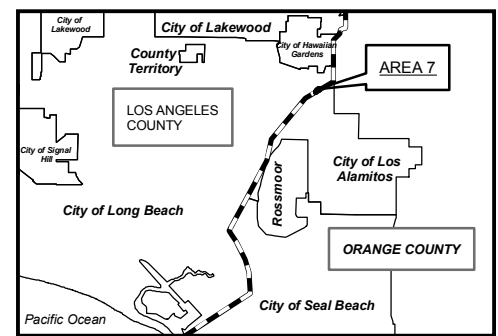 City of
Lakewood
City of Lakewood
City of Hawaiian
Gardens
County
Territory
AREA 7
LOS ANGELES
COUNTY
City of Signal
Hill
Rossmoor
City of Los
Alamitos
City of Long Beach
ORANGE COUNTY
City of Seal Beach
Pacific Ocean